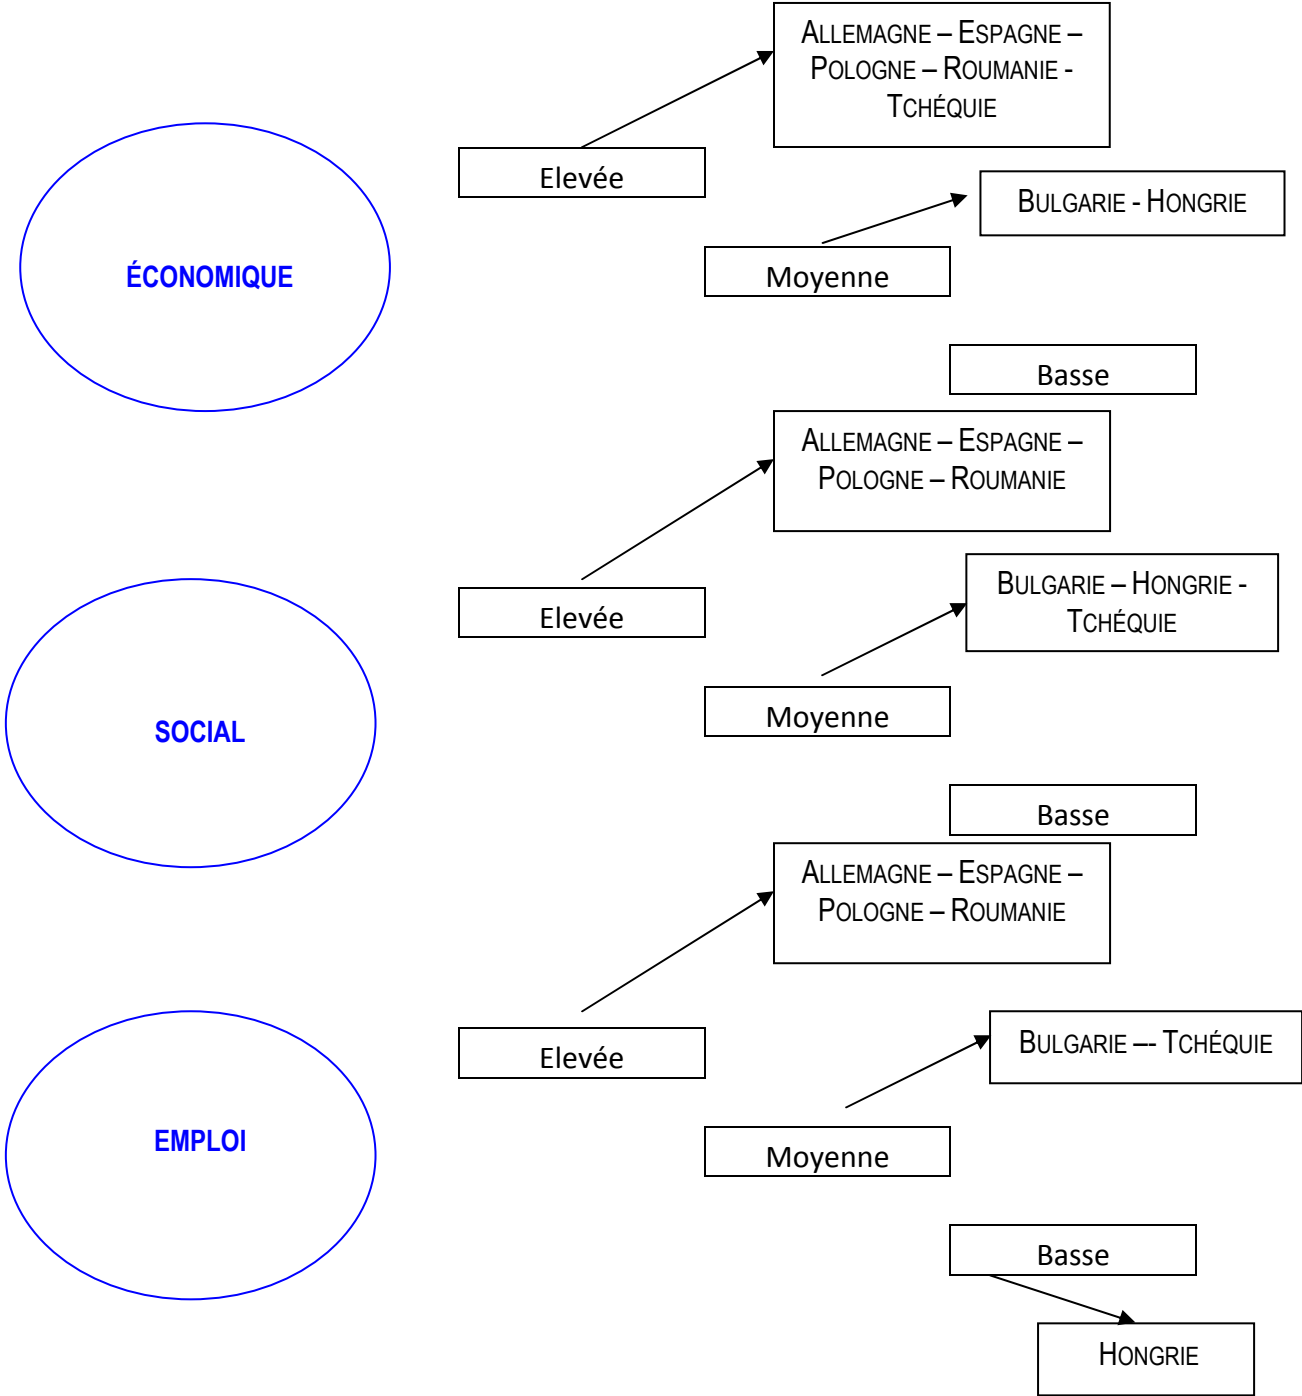 ALLEMAGNE – ESPAGNE –
POLOGNE – ROUMANIE -
TCHÉQUIE
Elevée
BULGARIE - HONGRIE
ÉCONOMIQUE
Moyenne
Basse
ALLEMAGNE – ESPAGNE –
POLOGNE – ROUMANIE
BULGARIE – HONGRIE -
TCHÉQUIE
Elevée
SOCIAL
Moyenne
Basse
ALLEMAGNE – ESPAGNE –
POLOGNE – ROUMANIE
BULGARIE –- TCHÉQUIE
Elevée
EMPLOI
Moyenne
Basse
HONGRIE